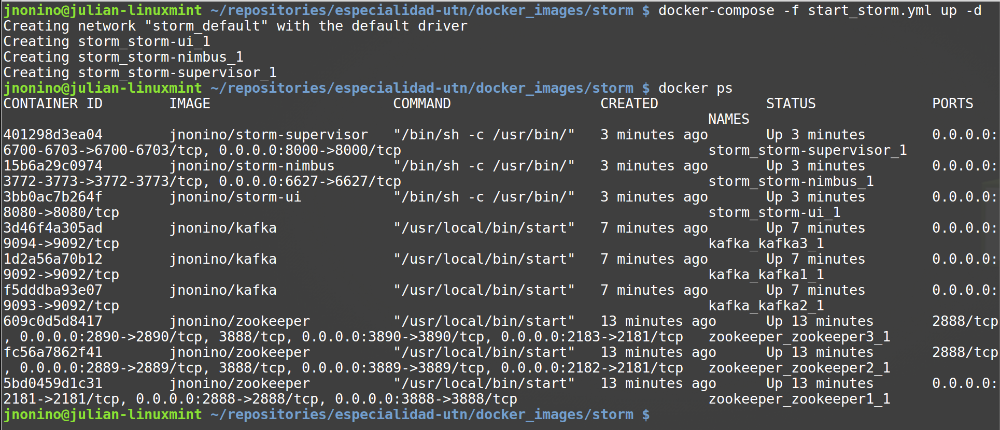 jnonino@julian-linuxmint ~/repositories/especialidad-utn/docker_images/storm $ docker-compose -f start_storm.yml up -d
Creating network "storm_default" with the default driver
Creating storm_storm-ui_1
Creating storm_storm-nimbus_1
Creating storm_storm-supervisor_1
jnonino@julian-linuxmint ~/repositories/especialidad-utn/docker_images/storm $ docker ps
CONTAINER ID        IMAGE                      COMMAND                  CREATED             STATUS              PORTS
                                                                                     NAMES
401298d3ea04        jnonino/storm-supervisor   "/bin/sh -c /usr/bin/"   3 minutes ago       Up 3 minutes        0.0.0.0:
6700-6703->6700-6703/tcp, 0.0.0.0:8000->8000/tcp                                     storm_storm-supervisor_1
15b6a29c0974        jnonino/storm-nimbus       "/bin/sh -c /usr/bin/"   3 minutes ago       Up 3 minutes        0.0.0.0:
3772-3773->3772-3773/tcp, 0.0.0.0:6627->6627/tcp                                     storm_storm-nimbus_1
3bb0ac7b264f        jnonino/storm-ui           "/bin/sh -c /usr/bin/"   3 minutes ago       Up 3 minutes        0.0.0.0:
8080->8080/tcp                                                                       storm_storm-ui_1
3d46f4a305ad        jnonino/kafka              "/usr/local/bin/start"   7 minutes ago       Up 7 minutes        0.0.0.0:
9094->9092/tcp                                                                       kafka_kafka3_1
1d2a56a70b12        jnonino/kafka              "/usr/local/bin/start"   7 minutes ago       Up 7 minutes        0.0.0.0:
9092->9092/tcp                                                                       kafka_kafka1_1
f5dddba93e07        jnonino/kafka              "/usr/local/bin/start"   7 minutes ago       Up 7 minutes        0.0.0.0:
9093->9092/tcp                                                                       kafka_kafka2_1
609c0d5d8417        jnonino/zookeeper          "/usr/local/bin/start"   13 minutes ago      Up 13 minutes       2888/tcp
, 0.0.0.0:2890->2890/tcp, 3888/tcp, 0.0.0.0:3890->3890/tcp, 0.0.0.0:2183->2181/tcp   zookeeper_zookeeper3_1
fc56a7862f41        jnonino/zookeeper          "/usr/local/bin/start"   13 minutes ago      Up 13 minutes       2888/tcp
, 0.0.0.0:2889->2889/tcp, 3888/tcp, 0.0.0.0:3889->3889/tcp, 0.0.0.0:2182->2181/tcp   zookeeper_zookeeper2_1
5bd0459d1c31        jnonino/zookeeper          "/usr/local/bin/start"   13 minutes ago      Up 13 minutes       0.0.0.0:
2181->2181/tcp, 0.0.0.0:2888->2888/tcp, 0.0.0.0:3888->3888/tcp                       zookeeper_zookeeper1_1
jnonino@julian-linuxmint ~/repositories/especialidad-utn/docker_images/storm $